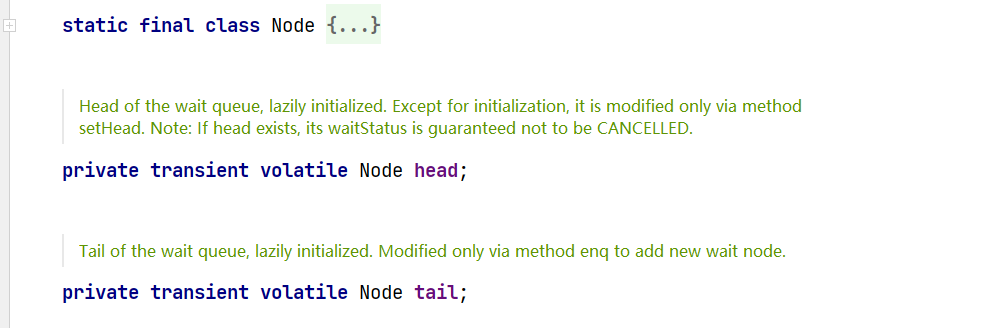 static final class Node {...}
Head of the wait queue, lazily initialized. Except for initialization, it is modified only via method
setHead. Note: If head exists, its waitStatus is guaranteed not to be CANCELLED.
private transient volatile Node head;
Tail of the wait queue, lazily initialized. Modified only via method enq to add new wait node.
private transient volatile Node tail;